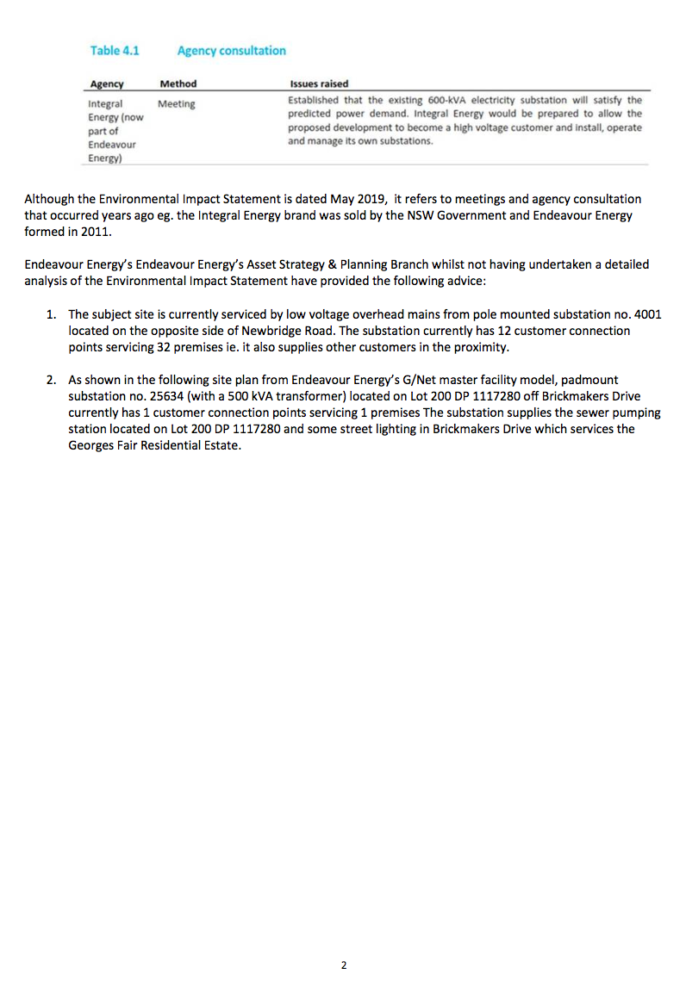 Table 4.1 Agency consultation
Agency Method Issues raised
Integral Meeting Established that the existing 600-kVA electricity substation will satisfy the
Energy (now predicted power demand. Integral Energy would be prepared to allow the
part of proposed development to become a high voltage customer and install, operate
Endeavour and manage its own substations.
Energy)
Although the Environmental Impact Statement is dated May 2019,  it refers to meetings and agency consultation
that occurred years ago eg. the Integral Energy brand was sold by the NSW Government and Endeavour Energy
formed in 2011.
Endeavour Energy’s Endeavour Energy’s Asset Strategy & Planning Branch whilst not having undertaken a detailed
analysis of the Environmental Impact Statement have provided the following advice:
1. The subject site is currently serviced by low voltage overhead mains from pole mounted substation no. 4001
located on the opposite side of Newbridge Road. The substation currently has 12 customer connection
points servicing 32 premises ie. it also supplies other customers in the proximity.
2. As shown in the following site plan from Endeavour Energy’s G/Net master facility model, padmount
substation no. 25634 (with a 500 kVA transformer) located on Lot 200 DP 1117280 off Brickmakers Drive
currently has 1 customer connection points servicing 1 premises The substation supplies the sewer pumping
station located on Lot 200 DP 1117280 and some street lighting in Brickmakers Drive which services the
Georges Fair Residential Estate.
2